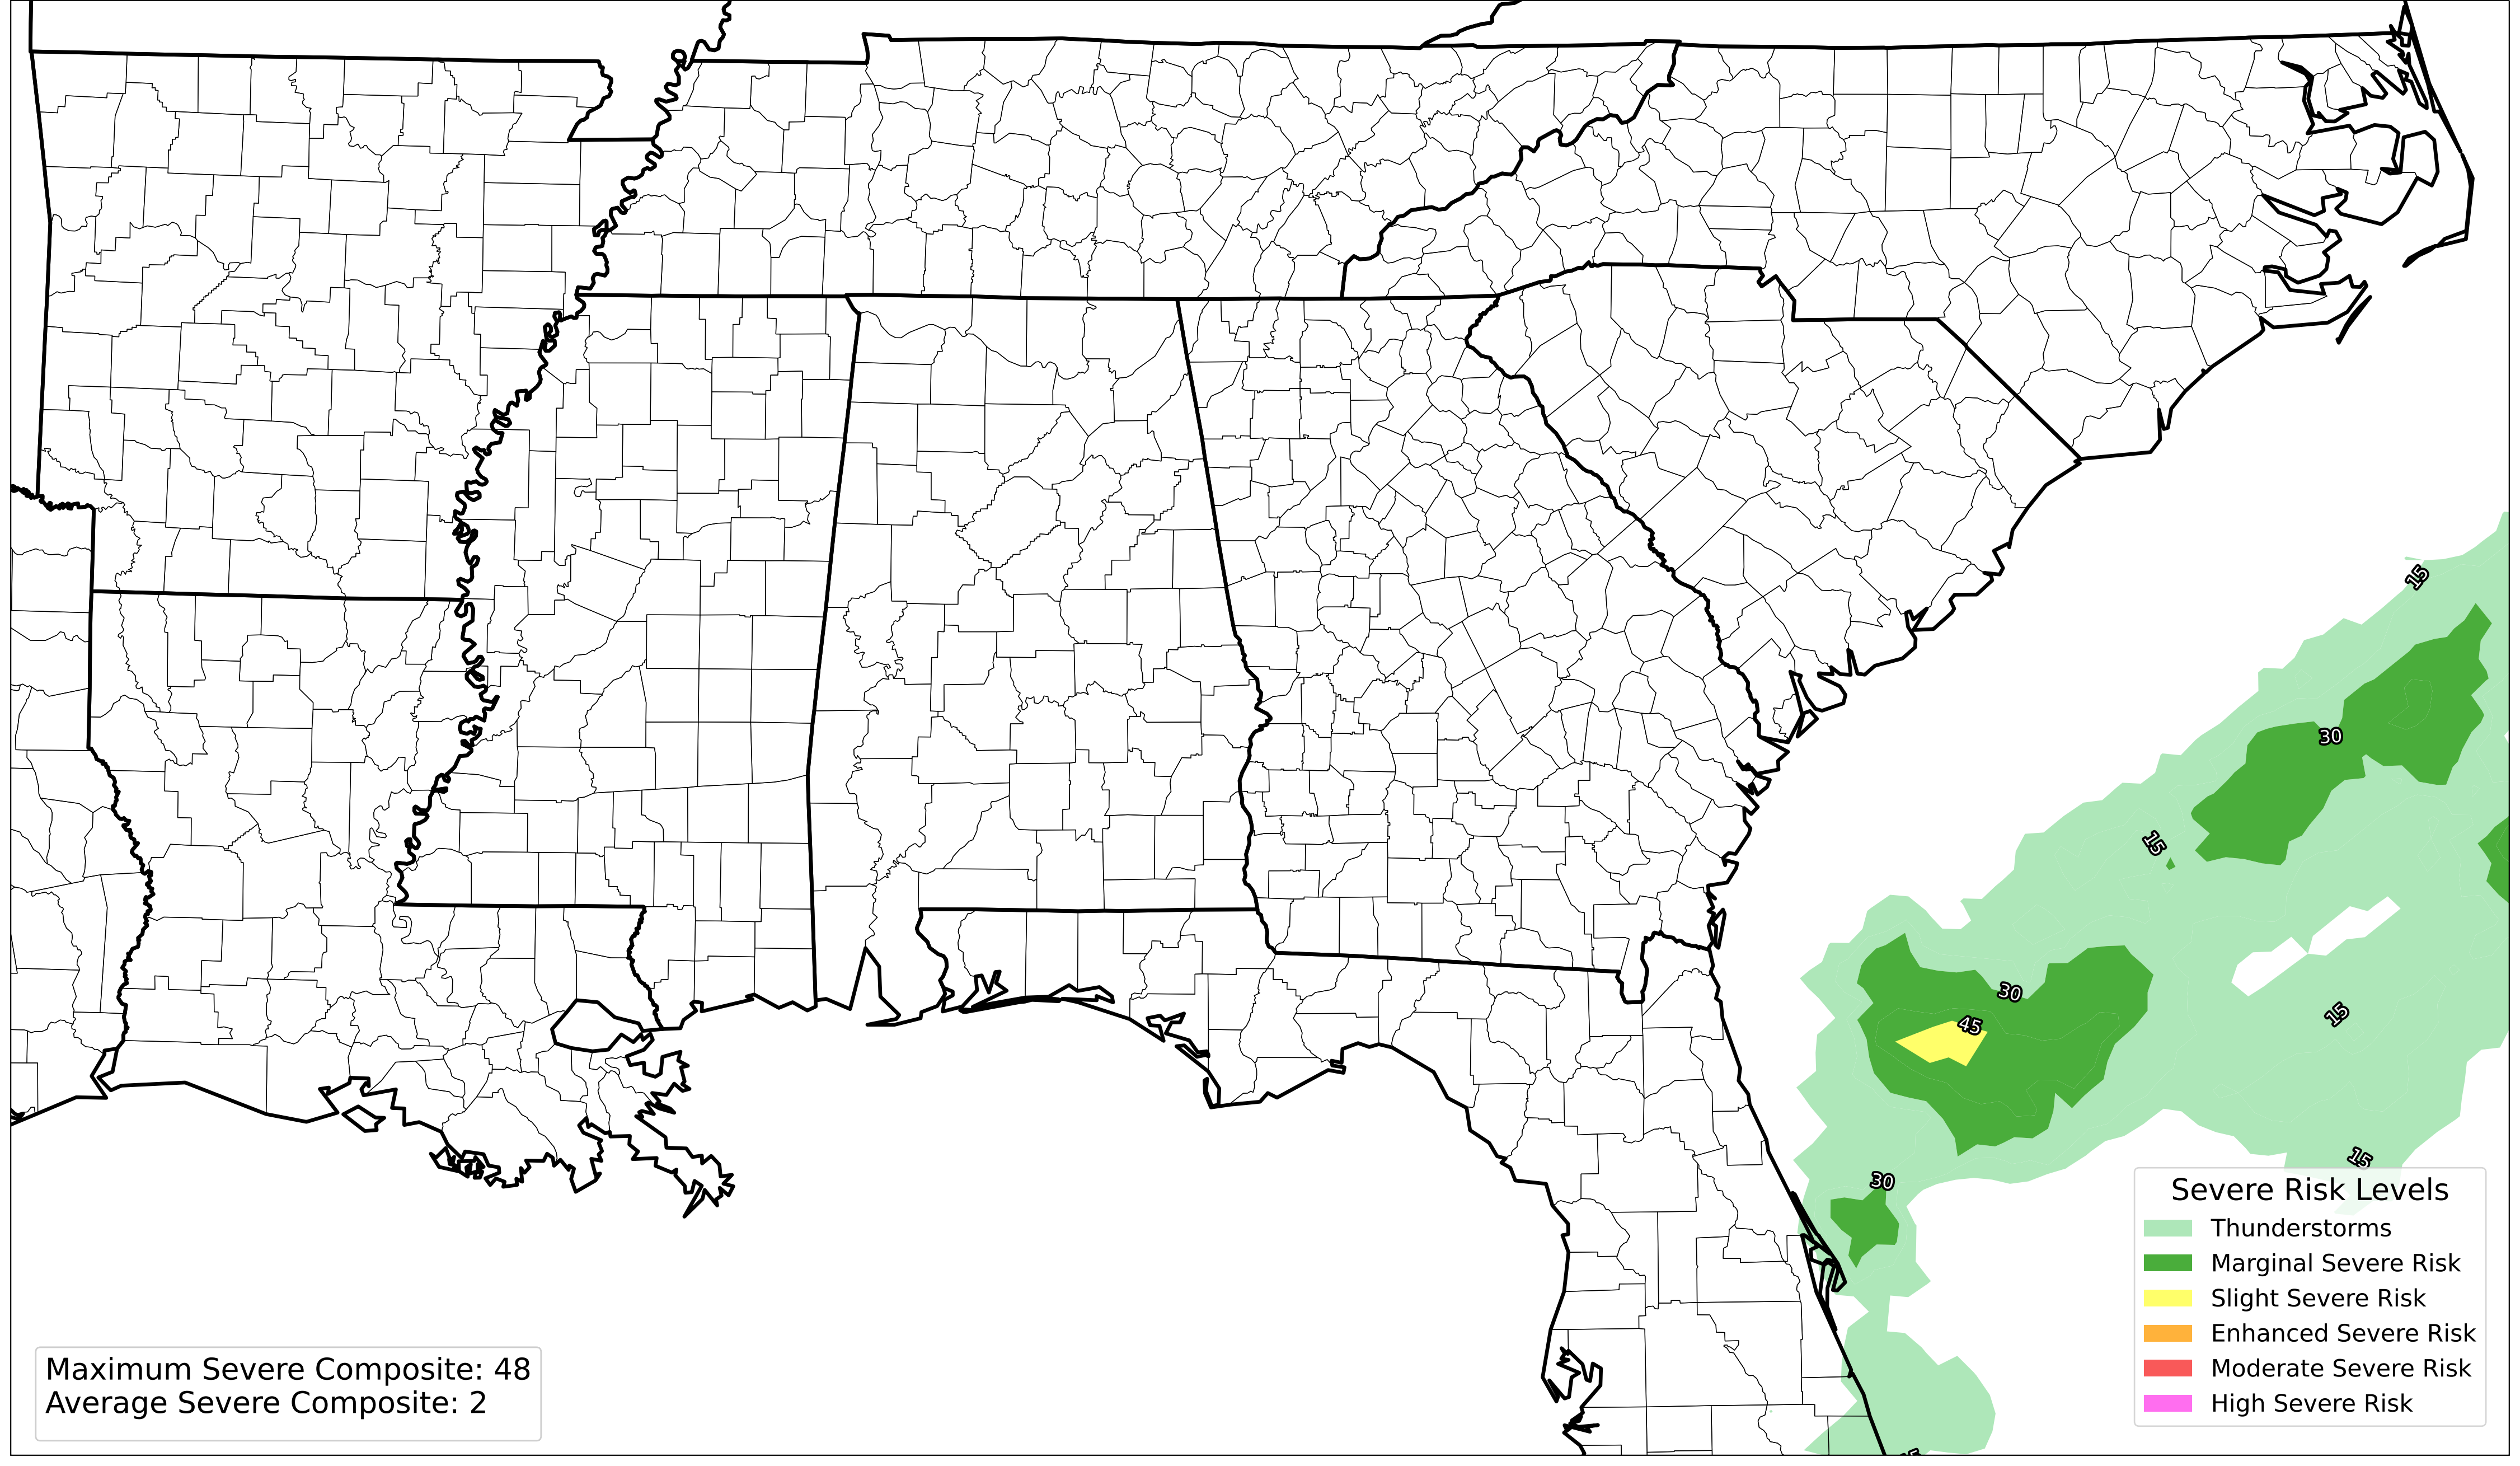 15
30
15
30
45
15
15
30
Severe Risk Levels
Thunderstorms
Marginal Severe Risk
Slight Severe Risk
Enhanced Severe Risk
Moderate Severe Risk
High Severe Risk
Maximum Severe Composite: 48
Average Severe Composite: 2